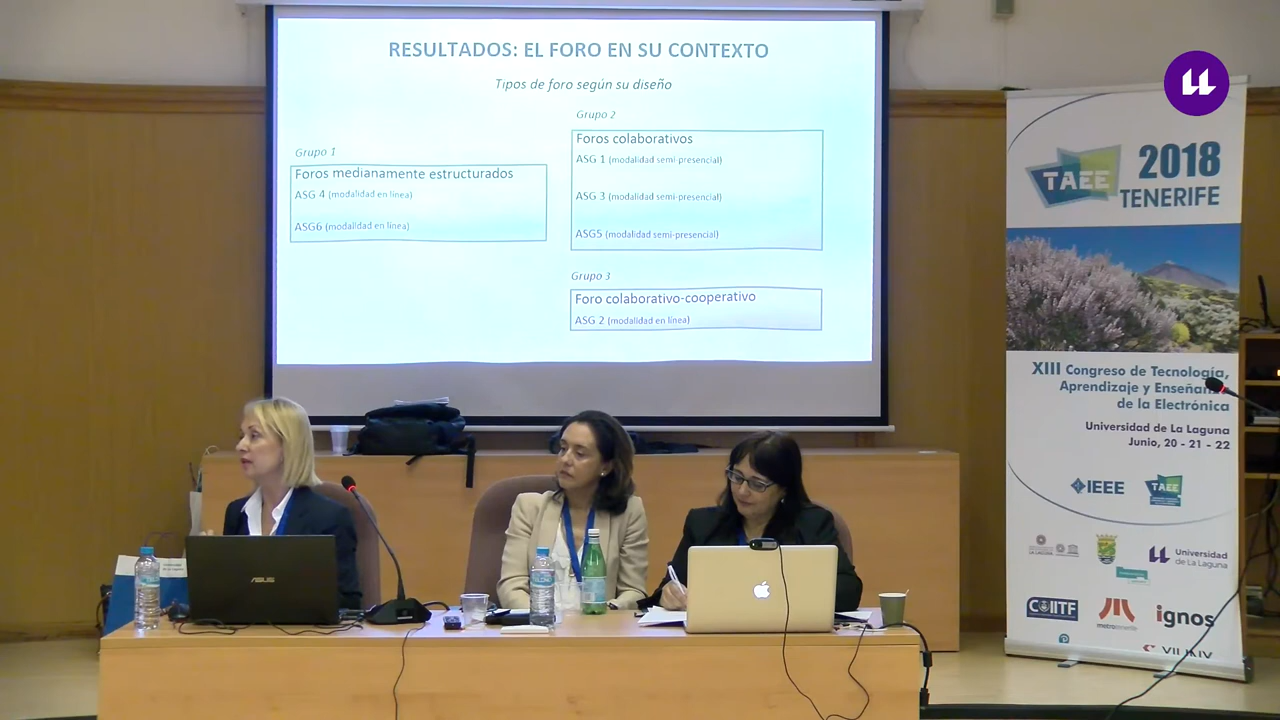 RESULTADOS: EL FORO EN SU CONTEXTO
Tipos de foro según su diseño
Grupo 1
Foros medianamente estructurados
ASG 4 (modalidad en línea)
ASG6 (modalidad en línea)
Grupo 2
Foros colaborativos
ASG 1 (modalidad semi-presencial)
ASG 3 (modalidad semi-presencial)
ASG5 (modalidad semi-presencial)
Grupo 3
Foro colaborativo-cooperativo
ASG 2 (modalidad en línea)
TAEE
2018
TENERIFE
XIII Congreso de Tecnología,
Aprendizaje y
de la Electrónica
Universidad de La Laguna
Junio, 20 - 21 - 22
IEEE
TAEE
Universidad
de La Laguna
COIITF
metrotenerife
ignos
ASUS